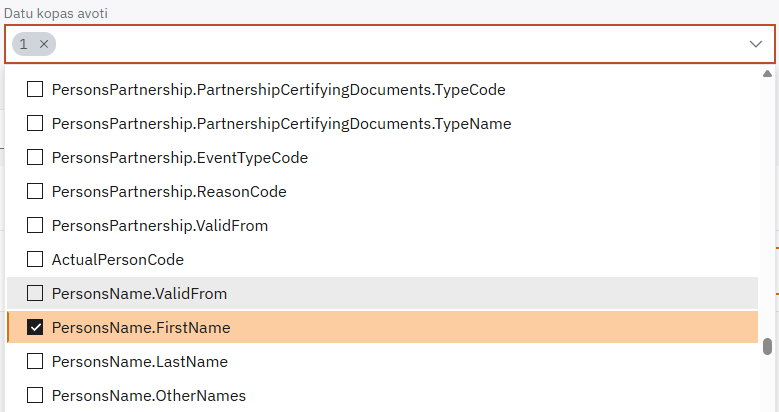 Datu kopas avoti
1
PersonsPartnership.PartnershipCertifyingDocuments.TypeCode
PersonsPartnership.PartnershipCertifyingDocuments.TypeName
PersonsPartnership.EventTypeCode
PersonsPartnership.ReasonCode
PersonsPartnership.ValidFrom
ActualPersonCode
PersonsName.ValidFrom
PersonsName.FirstName
PersonsName.LastName
PersonsName.OtherNames